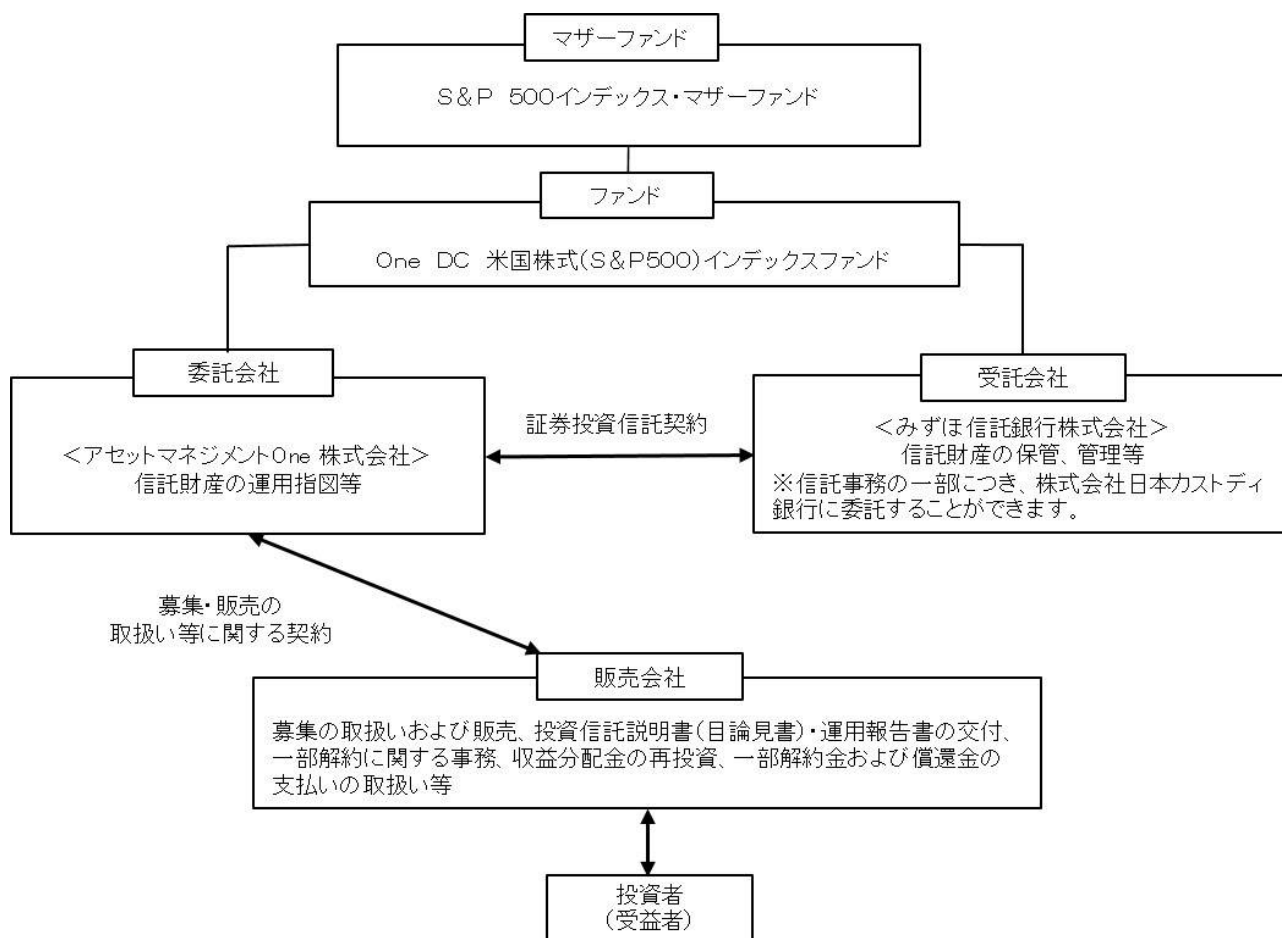 マザーファンド
S&P 500インデックス・マザーファンド
ファンド
One DC 米国株式(S&P500)インデックスファンド
委託会社
<アセットマネジメントOne 株式会社>
信託財産の運用指図等
証券投資信託契約
受託会社
<みずほ信託銀行株式会社>
信託財産の保管、管理等
※信託事務の一部につき、株式会社日本カストディ
銀行に委託することができます。
募集・販売の
取扱い等に関する契約
販売会社
募集の取扱いおよび販売、投資信託説明書(目論見書)・運用報告書の交付、
一部解約に関する事務、収益分配金の再投資、一部解約金および償還金の
支払いの取扱い等
投資者
(受益者)